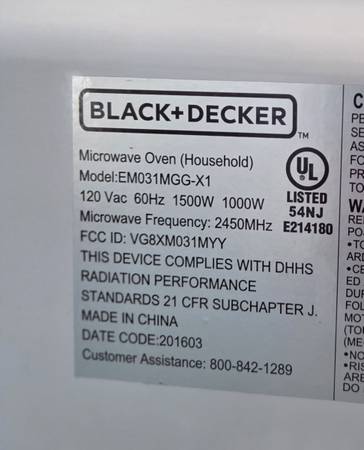 BLACK+DECKER
TM
Microwave Oven (Household)
Model:EM031MGG-X1
120 Vac 60Hz 1500W 1000W
Microwave Frequency: 2450MHz
FCC ID: VG8XM031MYY
THIS DEVICE COMPLIES WITH DHHS
RADIATION PERFORMANCE
STANDARDS 21 CFR SUBCHAPTER J.
MADE IN CHINA
DATE CODE:201603
Customer Assistance: 800-842-1289
UL
LISTED
54NJ
E214180